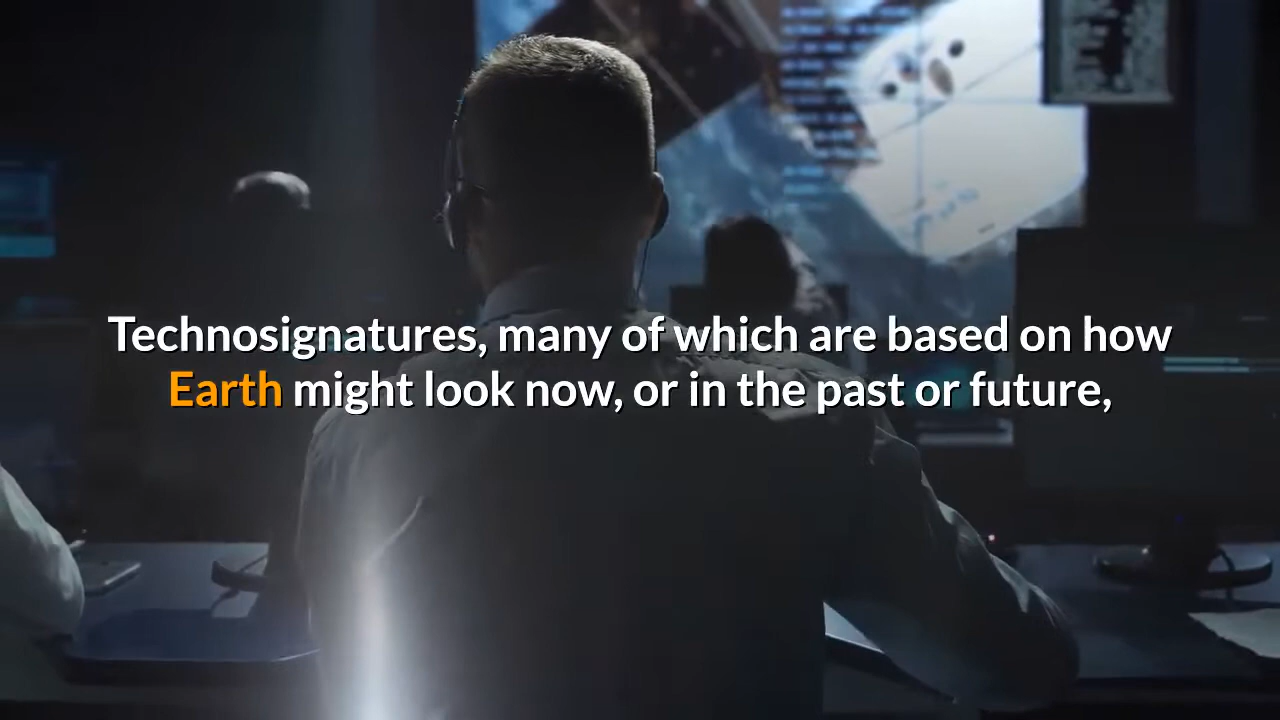 Technosignatures, many of which are based on how
Earth might look now, or in the past or future,